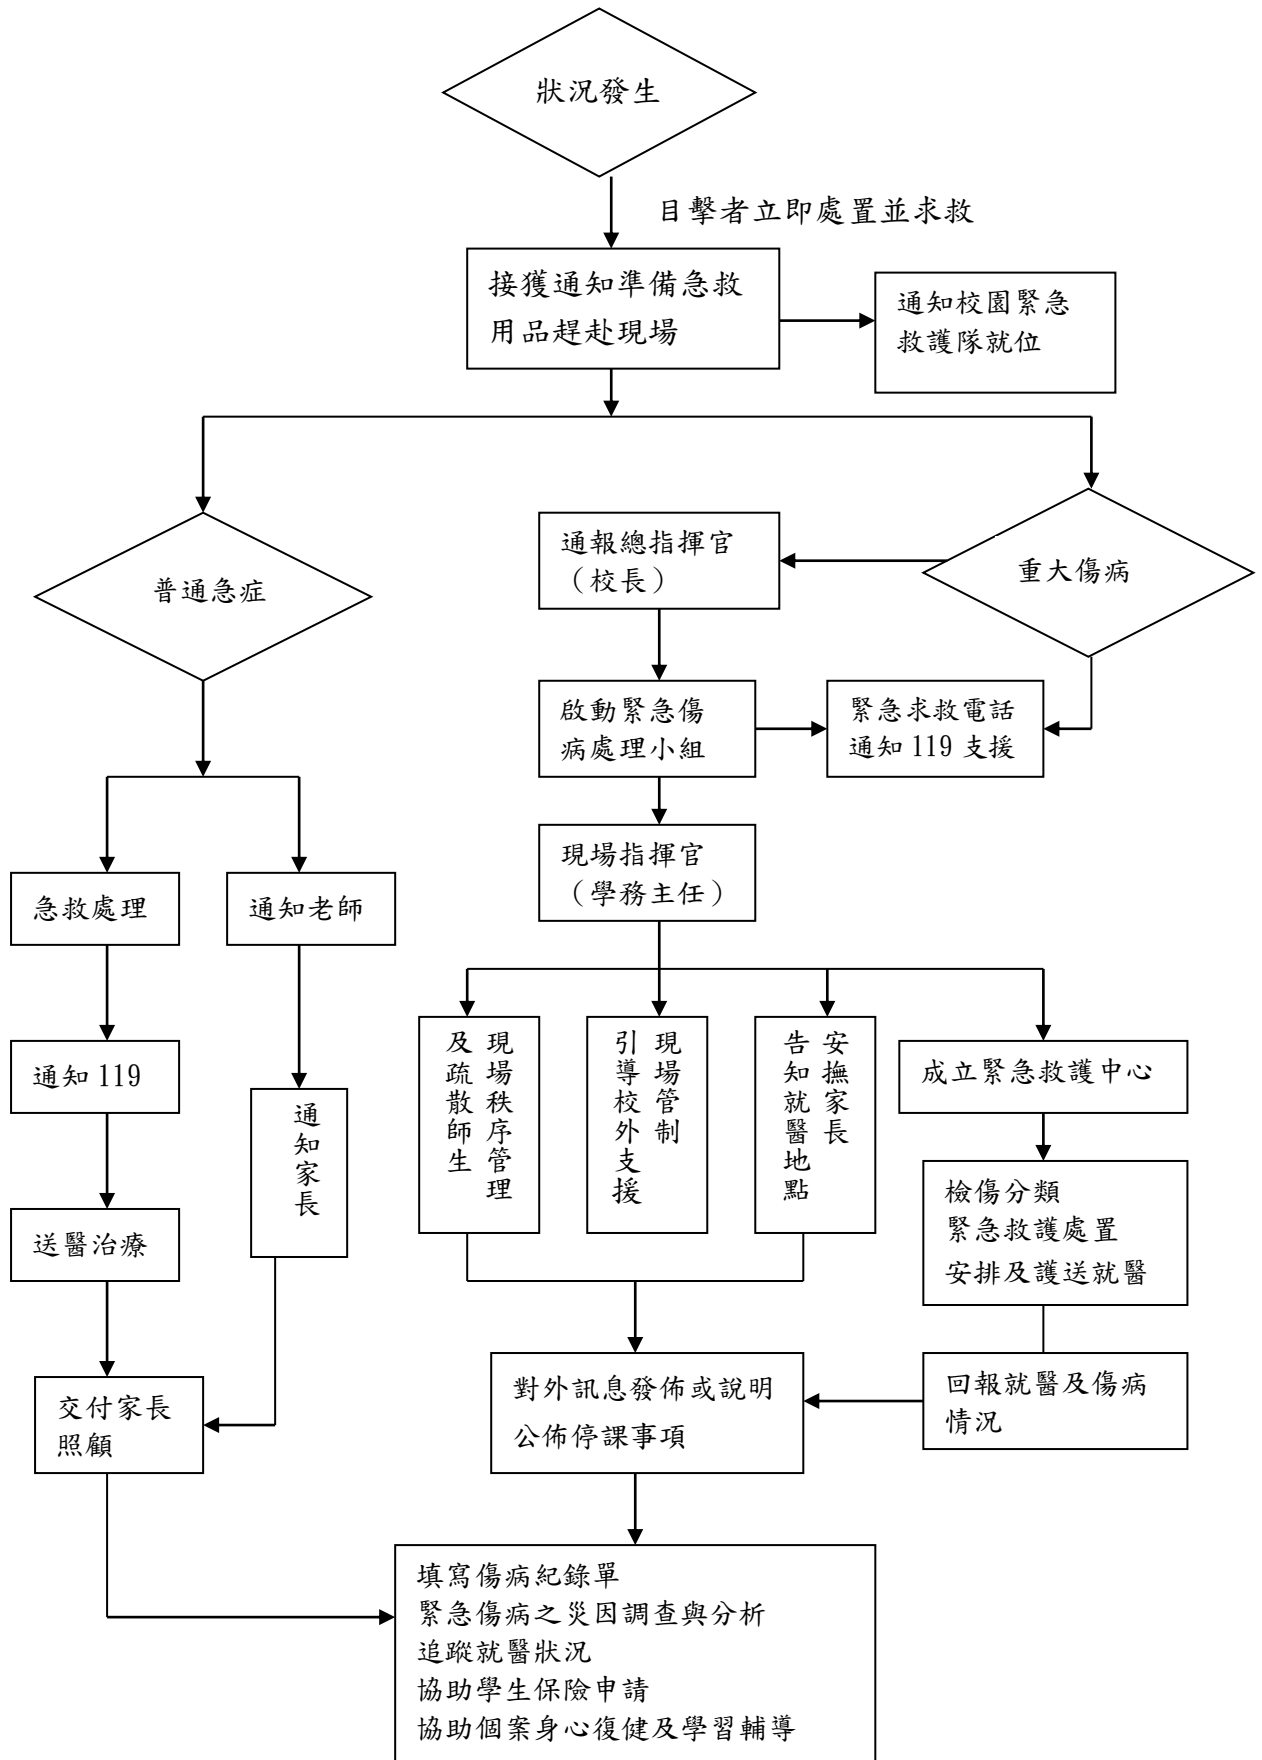 狀況發生
目擊者立即處置並求救
接獲通知準備急救
用品趕赴現場
通知校園緊急
救護隊就位
普通急症
通報總指揮官
（校長）
重大傷病
啟動緊急傷
病處理小組
緊急求救電話
通知 119 支援
現場指揮官
（學務主任）
急救處理
通知老師
通知 119
通知家長
送醫治療
交付家長
照顧
現場秩序管理
及疏散師生
現場管制
引導校外支援
安撫家長
告知就醫地點
成立緊急救護中心
檢傷分類
緊急救護處置
安排及護送就醫
對外訊息發佈或說明
公佈停課事項
回報就醫及傷病
情況
填寫傷病紀錄單
緊急傷病之災因調查與分析
追蹤就醫狀況
協助學生保險申請
協助個案身心復健及學習輔導